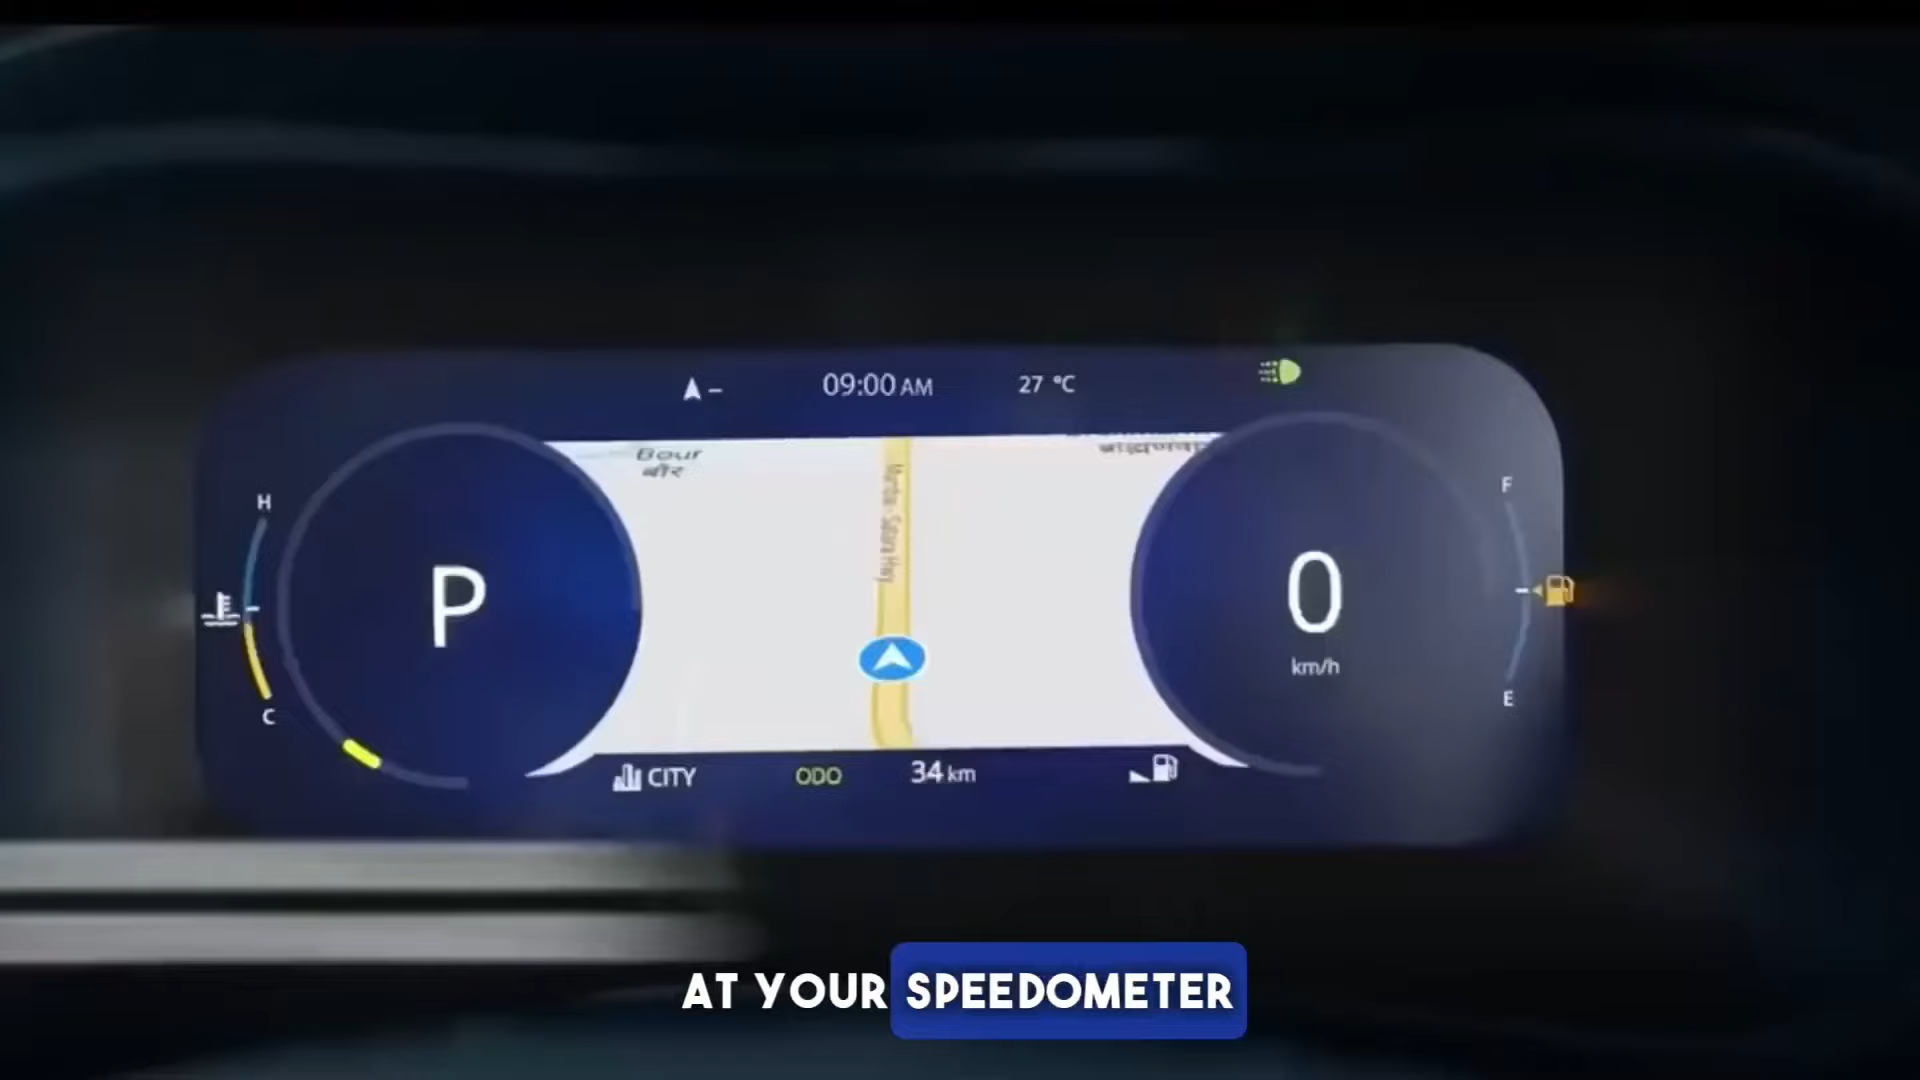 09:00 AM
27 °C
Bour
बौर
H
F
P
0
km/h
C
E
CITY
ODO
34 km
AT YOUR SPEEDOMETER